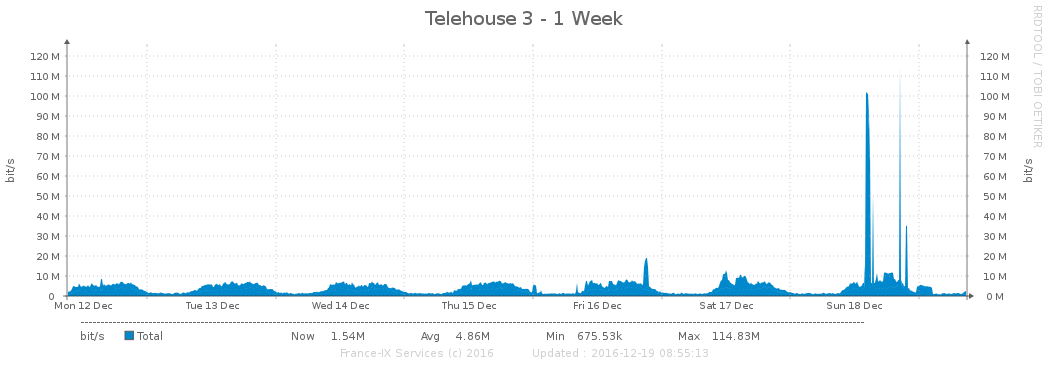 Telehouse 3 - 1 Week
RRDTOOL / TOBI OETIKER
bit/s
120 M 120 M
110 M 110 M
100 M 100 M
90 M 90 M
80 M 80 M
70 M 70 M
60 M 60 M
50 M 50 M
40 M 40 M
30 M 30 M
20 M 20 M
10 M 10 M
0 0 M
bit/s
Mon 12 Dec Tue 13 Dec Wed 14 Dec Thu 15 Dec Fri 16 Dec Sat 17 Dec Sun 18 Dec
bit/s Total Now 1.54M Avg 4.86M Min 675.53k Max 114.83M
France-IX Services (c) 2016 Updated : 2016-12-19 08:55:13